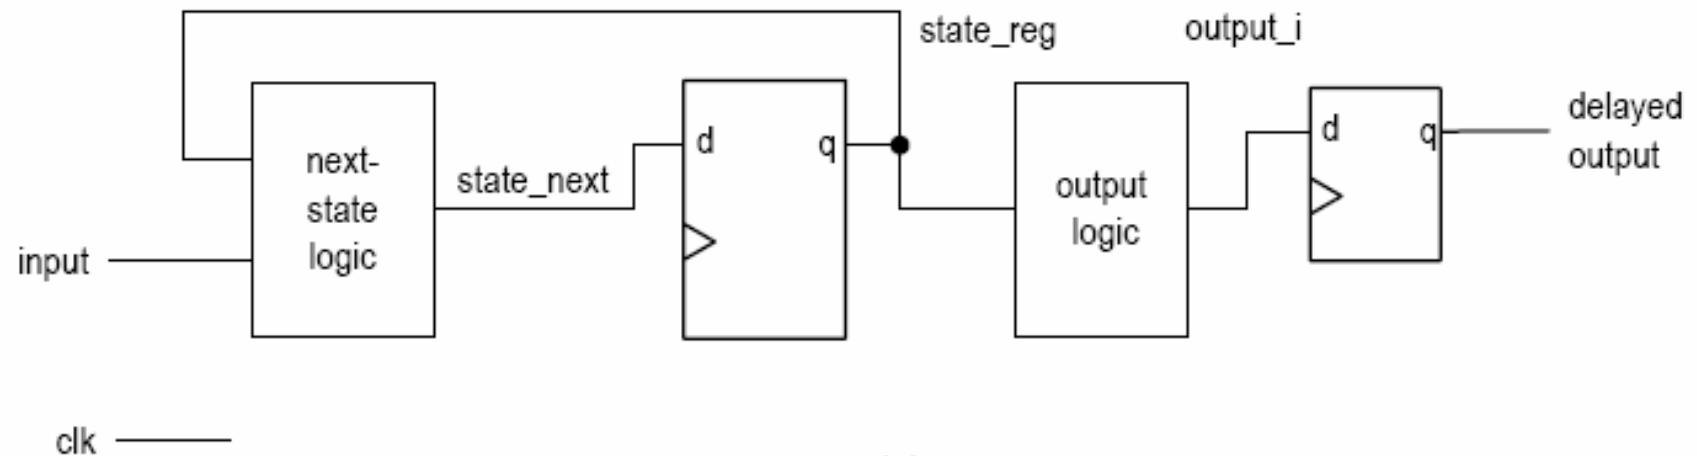 state_reg
output_i
next-
state
logic
state_next
d
q
output
logic
d
q
delayed
output
input
clk